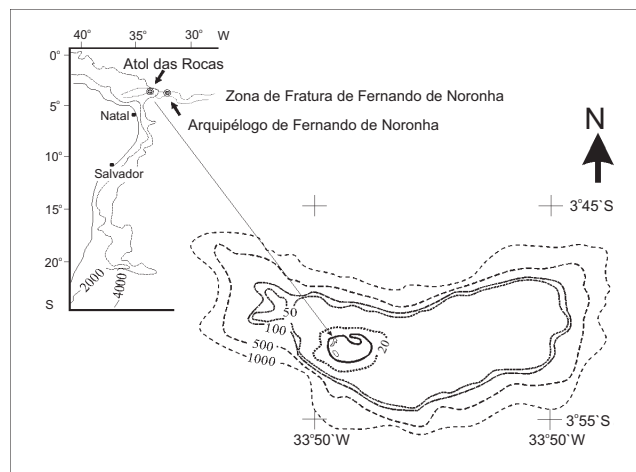 40° 35° 30° W
0°
Atol das Rocas
Zona de Fratura de Fernando de Noronha
5°
Natal
Arquipélogo de Fernando de Noronha
N
10°
Salvador
15°
3°45`S
20°
2000
4000
S
50
100
20
500
1000
3°55`S
33°50`W
33°50`W